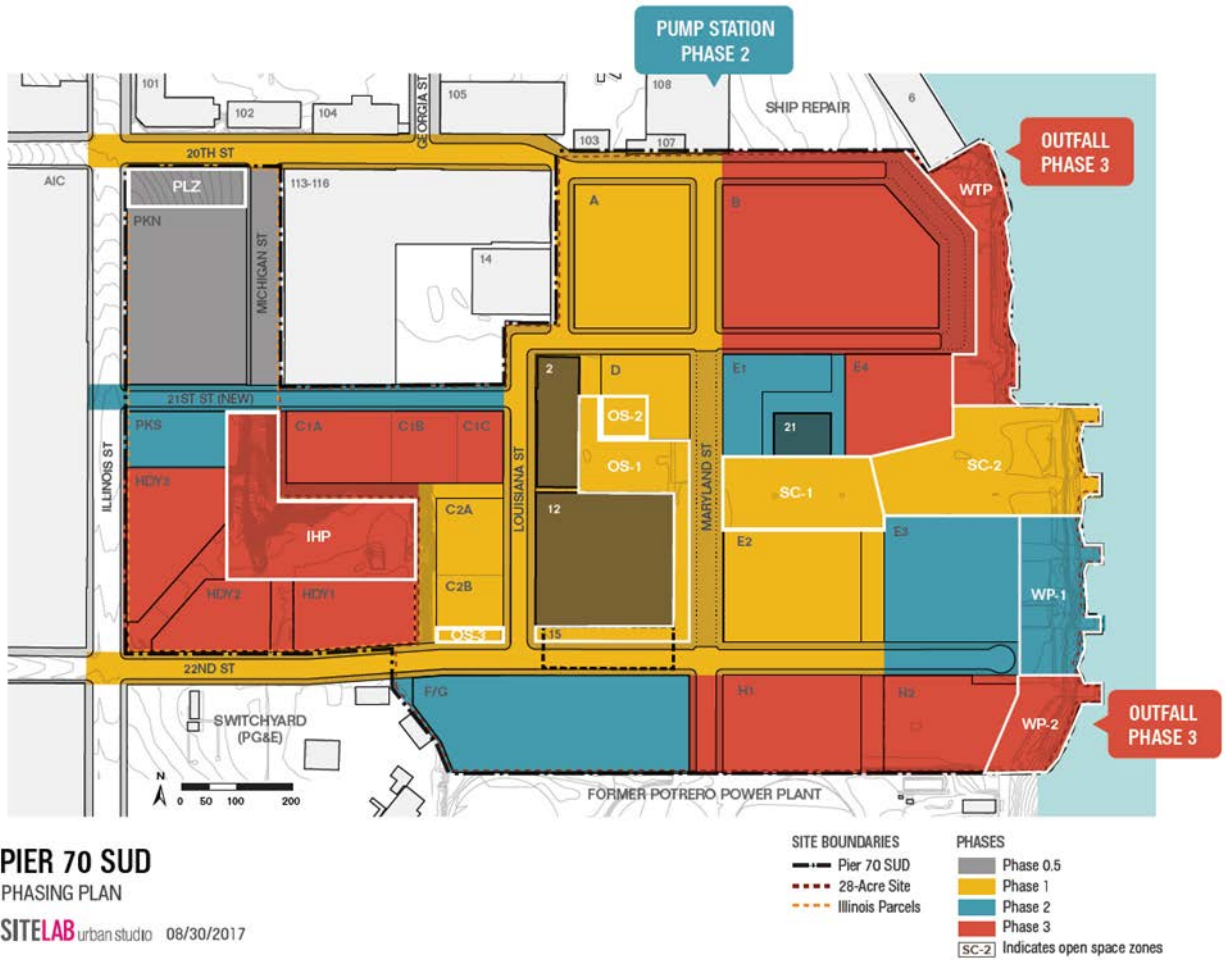 PUMP STATION
PHASE 2
101
102
104
GEORGIA ST
105
108
103
107
SHIP REPAIR
6
OUTFALL
PHASE 3
20TH ST
AIC
PLZ
PKN
MICHIGAN ST
113-116
14
A
B
WTP
21ST ST (NEW)
2
D
E1
E4
OS-2
21
PKS
C1A
C1B
C1C
OS-1
SC-2
SC-1
ILLINOIS ST
HDY3
LOUISIANA ST
MARYLAND ST
C2A
12
IHP
E2
E3
C2B
HDY2
HDY1
WP-1
OS-3
15
22ND ST
F/G
H1
H2
WP-2
OUTFALL
PHASE 3
SWITCHYARD
(PG&E)
N
0 50 100 200
FORMER POTRERO POWER PLANT
PIER 70 SUD
PHASING PLAN
SITELAB urban studio 08/30/2017
SITE BOUNDARIES
Pier 70 SUD
28-Acre Site
Illinois Parcels
PHASES
Phase 0.5
Phase 1
Phase 2
Phase 3
SC-2 Indicates open space zones